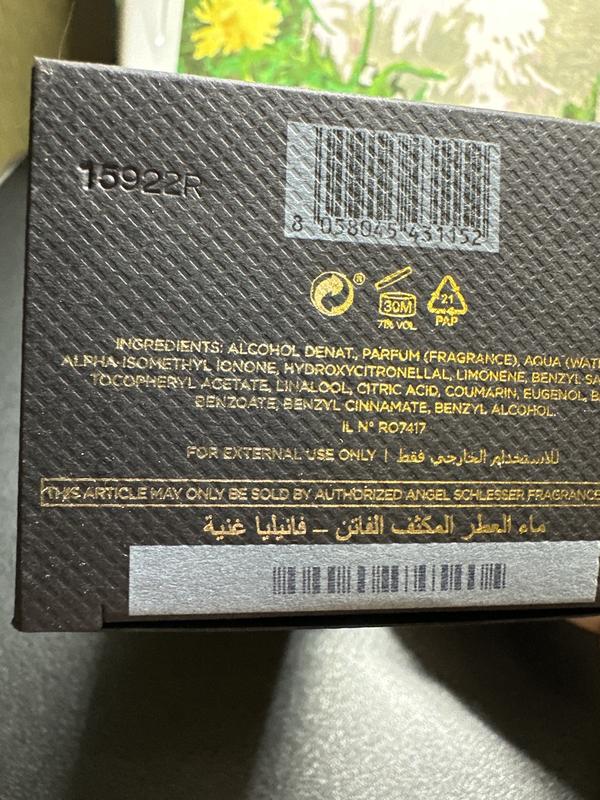 15922R
8 058045 431152
®
30M
21
71% VOL
PAP
INGREDIENTS: ALCOHOL DENAT., PARFUM (FRAGRANCE), AQUA (WAT
ALPHA-ISOMETHYL IONONE, HYDROXYCITRONELLAL, LIMONENE, BENZYL SA
TOCOPHERYL ACETATE, LINALOOL, CITRIC ACID, COUMARIN, EUGENOL, B
BENZOATE, BENZYL CINNAMATE, BENZYL ALCOHOL.
IL N° RO7417
FOR EXTERNAL USE ONLY | للاستخدام الخارجي فقط
THIS ARTICLE MAY ONLY BE SOLD BY AUTHORIZED ANGEL SCHLESSER FRAGRANCE
ماء العطر المكثف الفاتن – فانيليا غنية